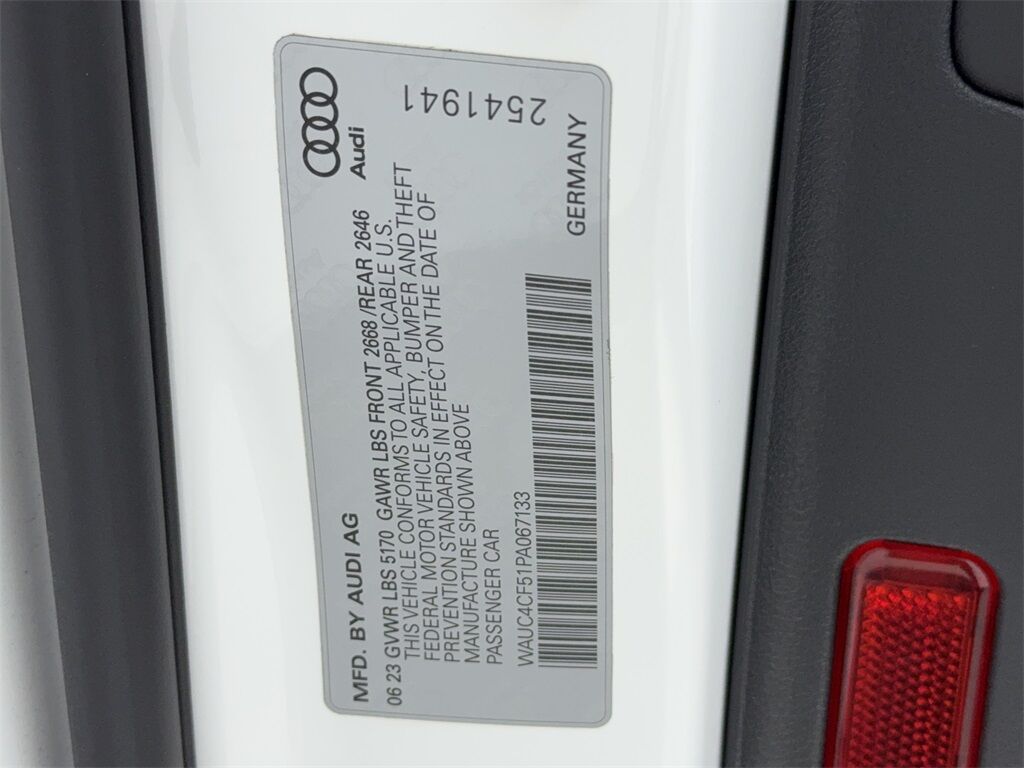 Audi
MFD. BY AUDI AG
06 23 GVWR LBS 5170 GAWR LBS FRONT 2668 /REAR 2646
THIS VEHICLE CONFORMS TO ALL APPLICABLE U.S.
FEDERAL MOTOR VEHICLE SAFETY, BUMPER AND THEFT
PREVENTION STANDARDS IN EFFECT ON THE DATE OF
MANUFACTURE SHOWN ABOVE
PASSENGER CAR
WAUC4CF51PA067133
GERMANY
2541941